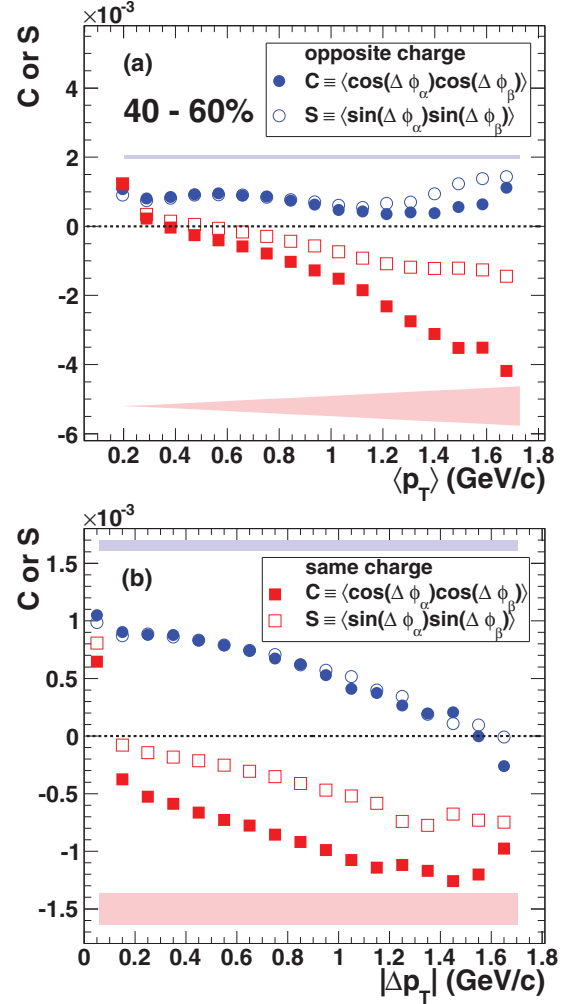 ×10⁻³
C or S
(a)
40 - 60%
opposite charge
C ≡ ⟨cos(Δ ϕ_α)cos(Δ ϕ_β)⟩
S ≡ ⟨sin(Δ ϕ_α)sin(Δ ϕ_β)⟩
4
2
0
-2
-4
-6
0.2 0.4 0.6 0.8 1 1.2 1.4 1.6 1.8
⟨p_T⟩ (GeV/c)
×10⁻³
C or S
(b)
same charge
C ≡ ⟨cos(Δ ϕ_α)cos(Δ ϕ_β)⟩
S ≡ ⟨sin(Δ ϕ_α)sin(Δ ϕ_β)⟩
1.5
1
0.5
0
-0.5
-1
-1.5
0 0.2 0.4 0.6 0.8 1 1.2 1.4 1.6 1.8
|Δp_T| (GeV/c)